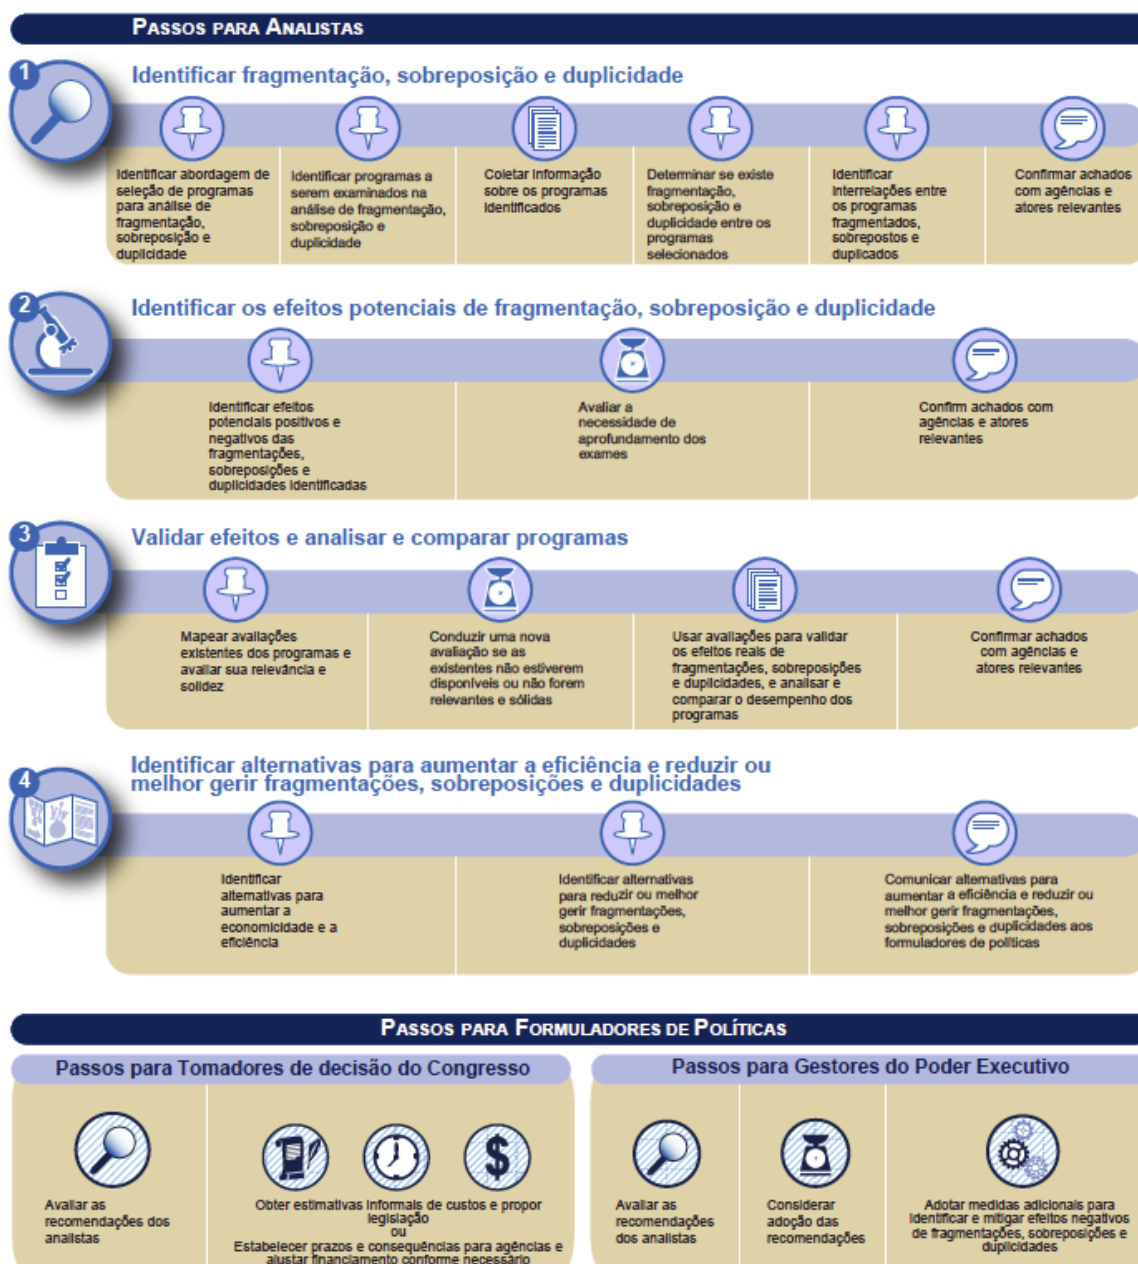 PASSOS PARA ANALISTAS
1
Identificar fragmentação, sobreposição e duplicidade
Identificar abordagem de
seleção de programas
para análise de
fragmentação,
sobreposição e
duplicidade
Identificar programas a
serem examinados na
análise de fragmentação,
sobreposição e
duplicidade
Coletar informação
sobre os programas
identificados
Determinar se existe
fragmentação,
sobreposição e
duplicidade entre os
programas
selecionados
Identificar
interrelações entre
os programas
fragmentados,
sobrepostos e
duplicados
Confirmar achados
com agências e
atores relevantes
2
Identificar os efeitos potenciais de fragmentação, sobreposição e duplicidade
Identificar efeitos
potenciais positivos e
negativos das
fragmentações,
sobreposições e
duplicidades identificadas
Avaliar a
necessidade de
aprofundamento dos
exames
Confirm achados com
agências e atores
relevantes
3
Validar efeitos e analisar e comparar programas
Mapear avaliações
existentes dos programas e
avaliar sua relevância e
solidez
Conduzir uma nova
avaliação se as
existentes não estiverem
disponíveis ou não forem
relevantes e sólidas
Usar avaliações para validar
os efeitos reais de
fragmentações, sobreposições
e duplicidades, e analisar e
comparar o desempenho dos
programas
Confirmar achados
com agências e
atores relevantes
4
Identificar alternativas para aumentar a eficiência e reduzir ou
melhor gerir fragmentações, sobreposições e duplicidades
Identificar
alternativas para
aumentar a
economicidade e a
eficiência
Identificar alternativas
para reduzir ou melhor
gerir fragmentações,
sobreposições e
duplicidades
Comunicar alternativas para
aumentar a eficiência e reduzir ou
melhor gerir fragmentações,
sobreposições e duplicidades aos
formuladores de políticas
PASSOS PARA FORMULADORES DE POLÍTICAS
Passos para Tomadores de decisão do Congresso
Avaliar as
recomendações dos
analistas
$
Obter estimativas informais de custos e propor
legislação
ou
Estabelecer prazos e consequências para agências e
ajustar financiamento conforme necessário
Passos para Gestores do Poder Executivo
Avaliar as
recomendações
dos analistas
Considerar
adoção das
recomendações
Adotar medidas adicionais para
identificar e mitigar efeitos negativos
de fragmentações, sobreposições e
duplicidades